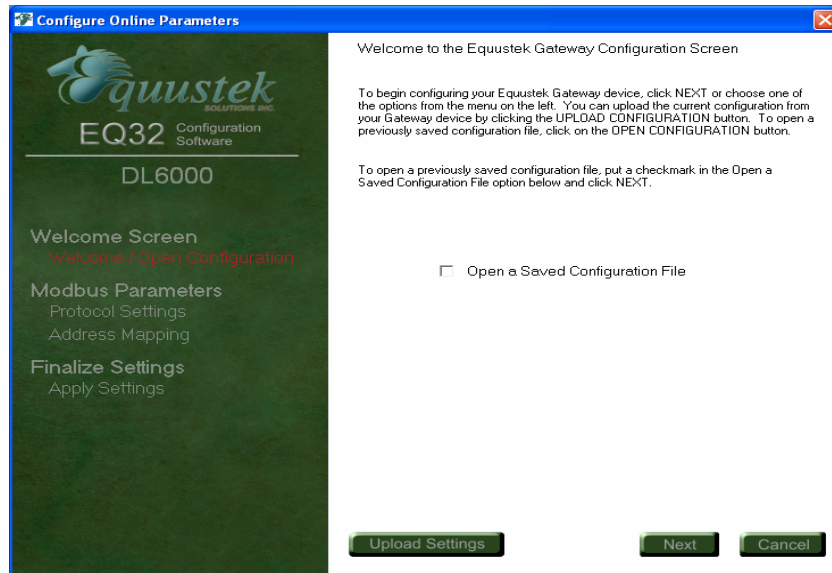 Configure Online Parameters
Equustek
SOLUTIONS INC.
EQ32 Configuration
Software
DL6000
Welcome Screen
Welcome / Open Configuration
Modbus Parameters
Protocol Settings
Address Mapping
Finalize Settings
Apply Settings
Welcome to the Equustek Gateway Configuration Screen
To begin configuring your Equustek Gateway device, click NEXT or choose one of
the options from the menu on the left. You can upload the current configuration from
your Gateway device by clicking the UPLOAD CONFIGURATION button. To open a
previously saved configuration file, click on the OPEN CONFIGURATION button.
To open a previously saved configuration file, put a checkmark in the Open a
Saved Configuration File option below and click NEXT.
Open a Saved Configuration File
Upload Settings
Next
Cancel